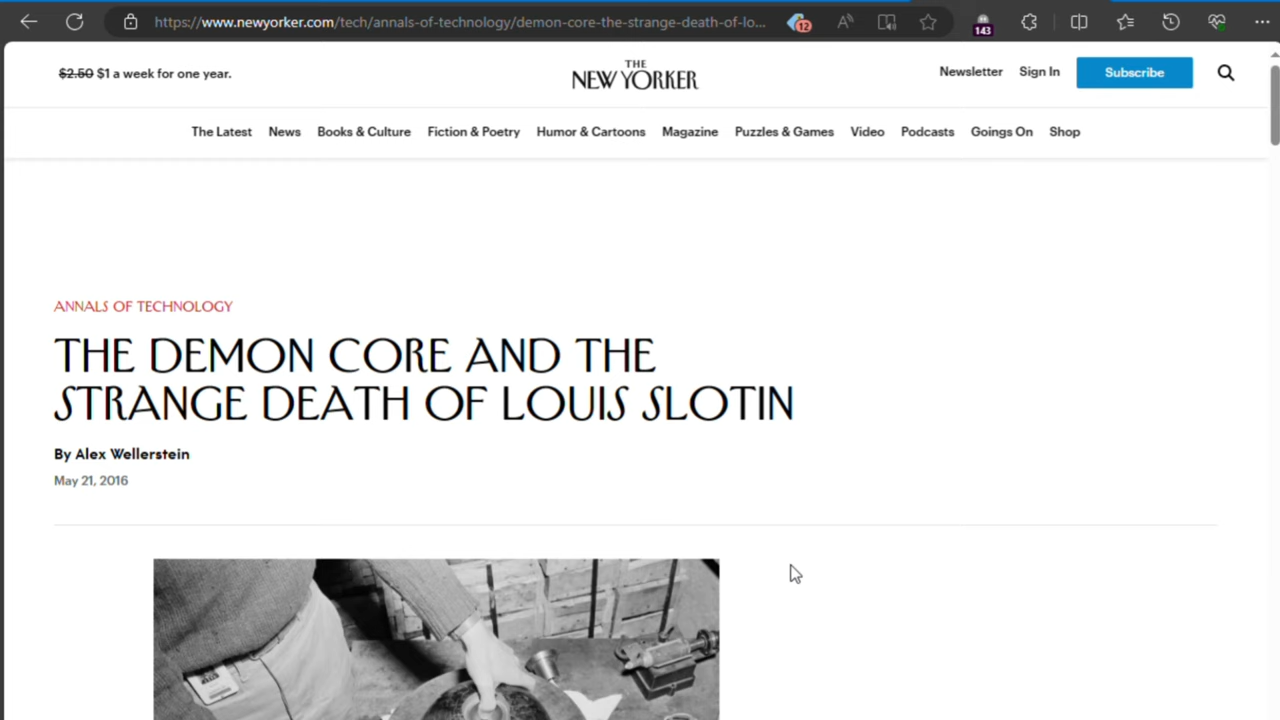 https://www.newyorker.com/tech/annals-of-technology/demon-core-the-strange-death-of-lo...
12
143
$2.50 $1 a week for one year.
THE
NEW YORKER
Newsletter
Sign In
Subscribe
The Latest
News
Books & Culture
Fiction & Poetry
Humor & Cartoons
Magazine
Puzzles & Games
Video
Podcasts
Goings On
Shop
ANNALS OF TECHNOLOGY
THE DEMON CORE AND THE
STRANGE DEATH OF LOUIS SLOTIN
By Alex Wellerstein
May 21, 2016